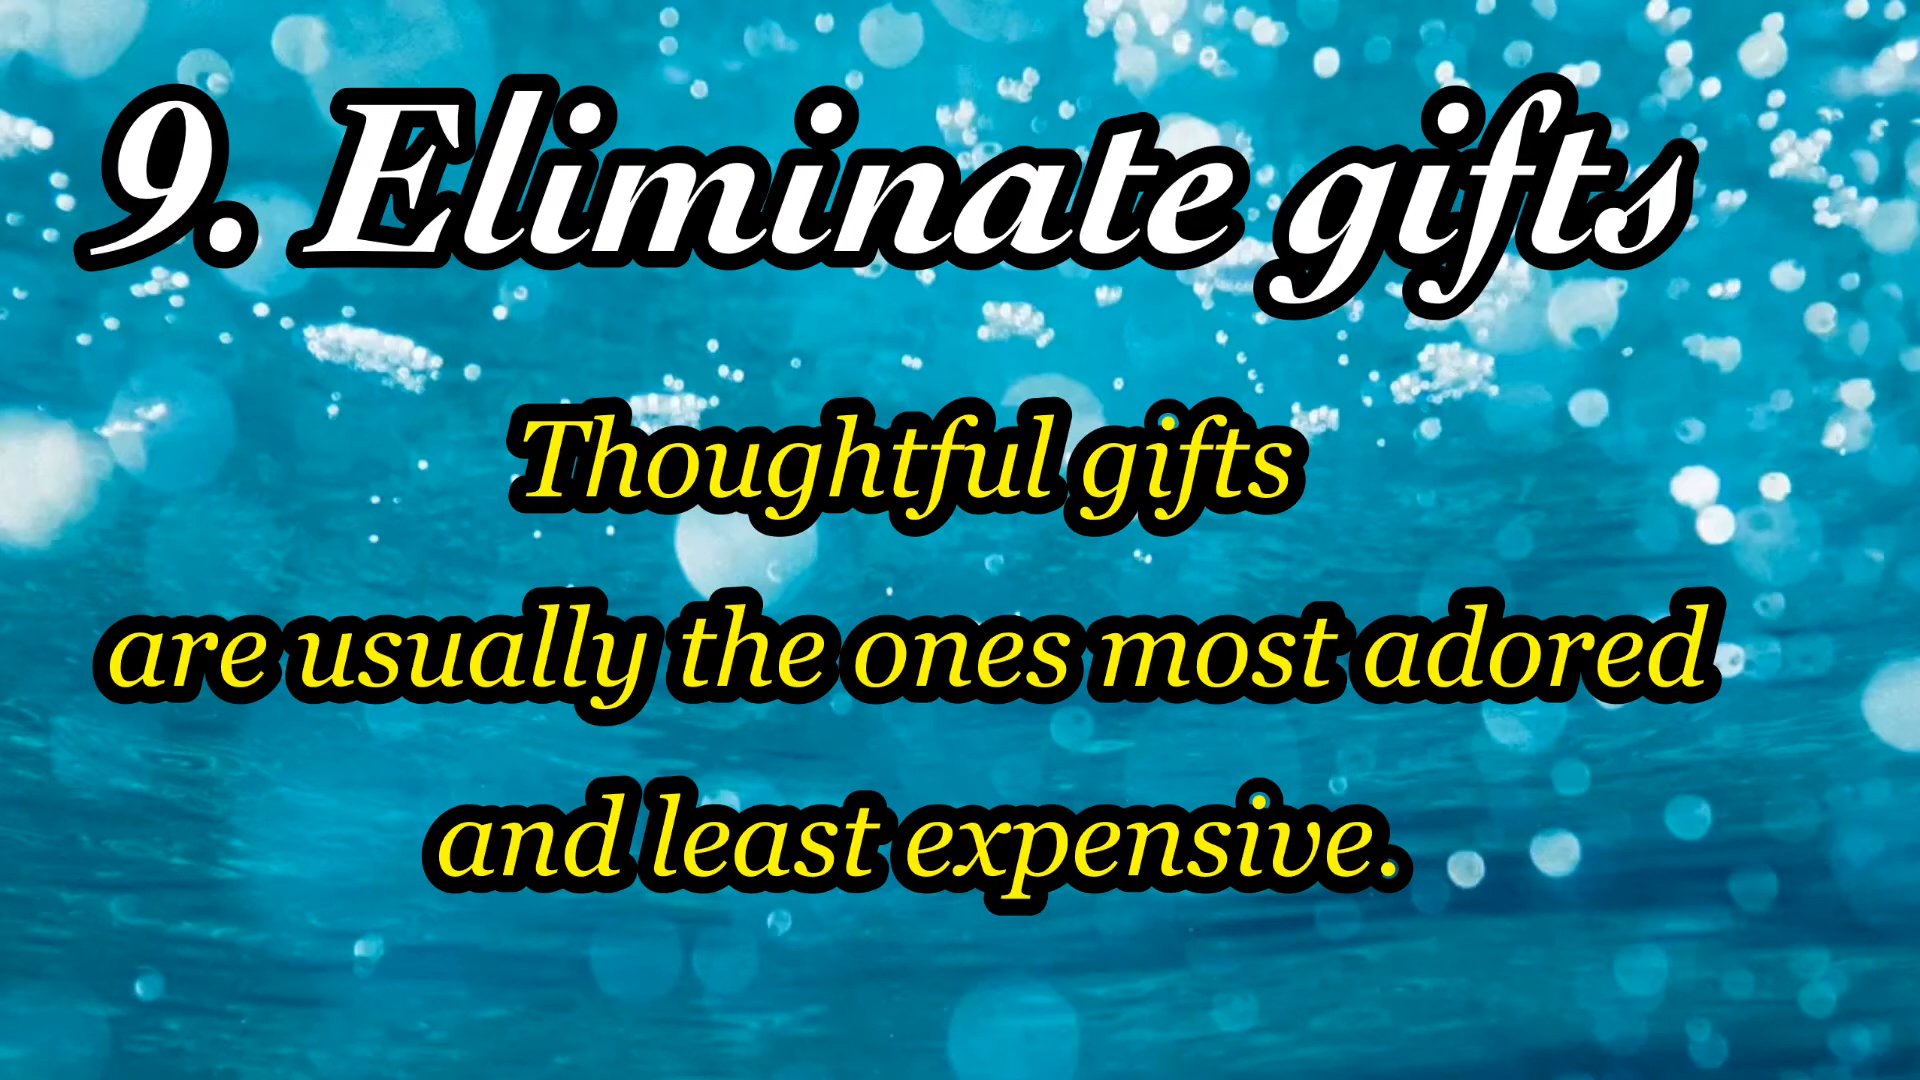 9. Eliminate gifts
Thoughtful gifts
are usually the ones most adored
and least expensive.